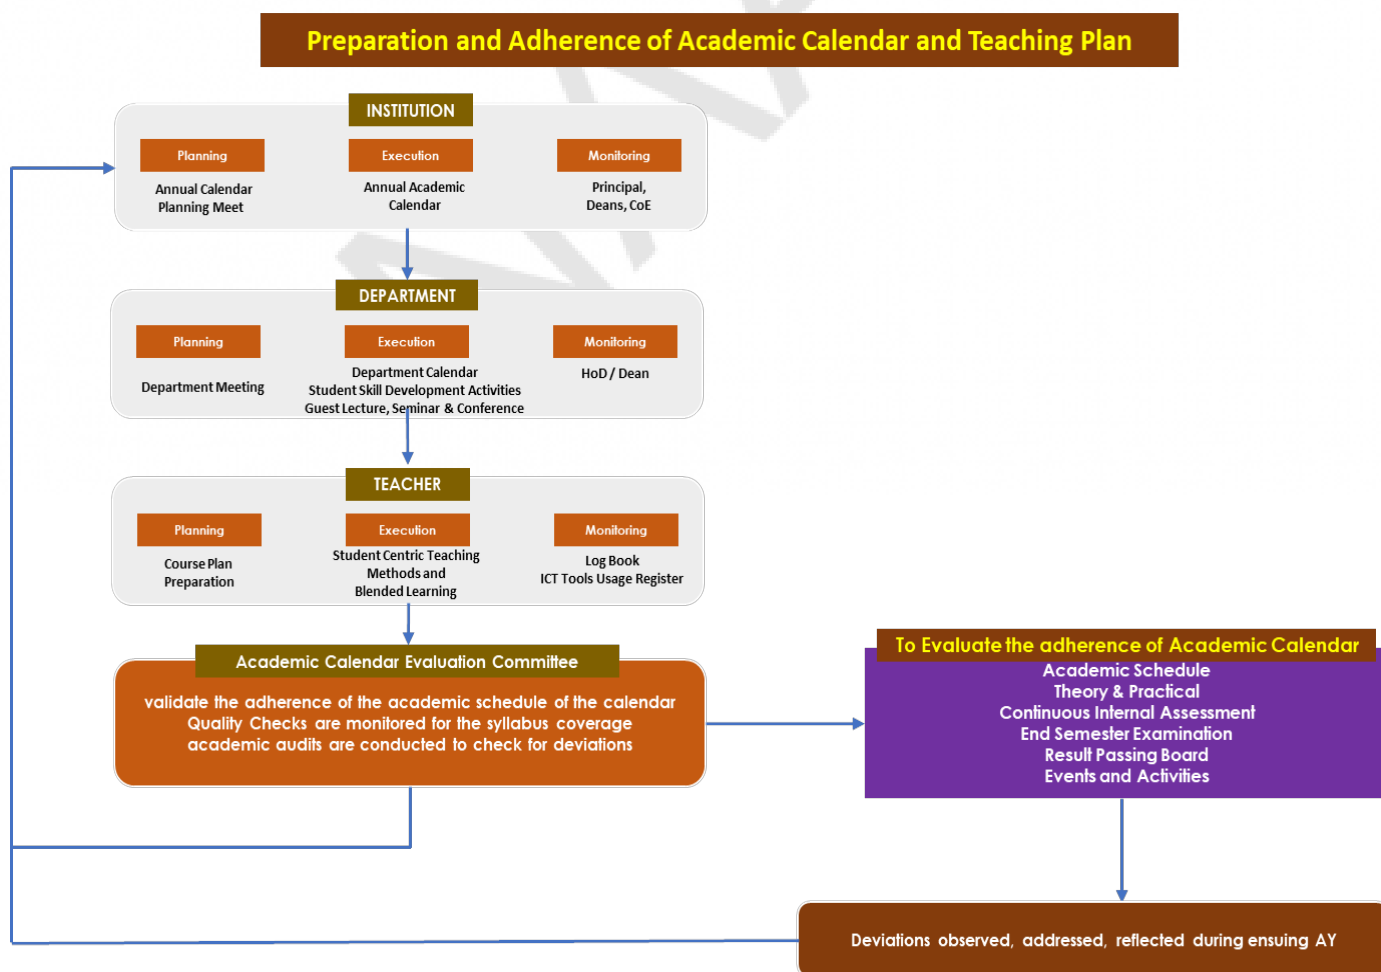 Preparation and Adherence of Academic Calendar and Teaching Plan
INSTITUTION
Planning
Annual Calendar
Planning Meet
Execution
Annual Academic
Calendar
Monitoring
Principal,
Deans, CoE
DEPARTMENT
Planning
Department Meeting
Execution
Department Calendar
Student Skill Development Activities
Guest Lecture, Seminar & Conference
Monitoring
HoD / Dean
TEACHER
Planning
Course Plan
Preparation
Execution
Student Centric Teaching
Methods and
Blended Learning
Monitoring
Log Book
ICT Tools Usage Register
Academic Calendar Evaluation Committee
validate the adherence of the academic schedule of the calendar
Quality Checks are monitored for the syllabus coverage
academic audits are conducted to check for deviations
To Evaluate the adherence of Academic Calendar
Academic Schedule
Theory & Practical
Continuous Internal Assessment
End Semester Examination
Result Passing Board
Events and Activities
Deviations observed, addressed, reflected during ensuing AY